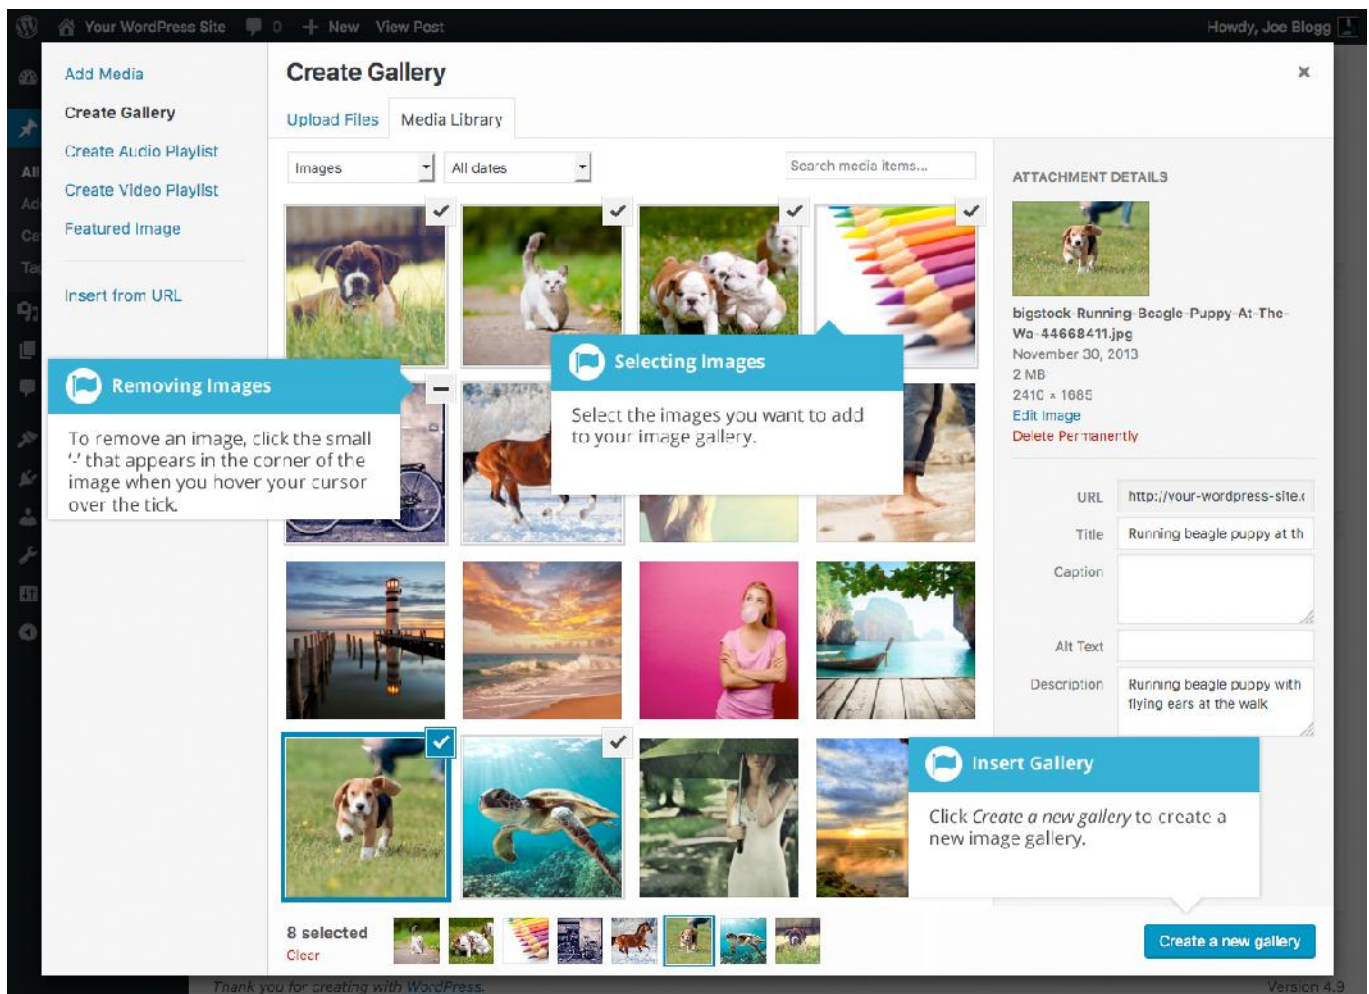 Your WordPress Site 0 New View Post Howdy, Joe Blogg
Add Media
Create Gallery
Create Audio Playlist
Create Video Playlist
Featured Image
Insert from URL
All
Create Gallery
Upload Files Media Library
Images All dates Search media items...
Removing Images
To remove an image, click the small
'-' that appears in the corner of the
image when you hover your cursor
over the tick.
Selecting Images
Select the images you want to add
to your image gallery.
ATTACHMENT DETAILS
bigstock-Running-Beagle-Puppy-At-The-
Wa-44668411.jpg
November 30, 2013
2 MB
2410 × 1685
Edit Image
Delete Permanently
URL http://your-wordpress-site.c
Title Running beagle puppy at th
Caption
Alt Text
Description Running beagle puppy with
flying ears at the walk
Insert Gallery
Click Create a new gallery to create a
new image gallery.
8 selected
Clear
Create a new gallery
Thank you for creating with WordPress. Version 4.9